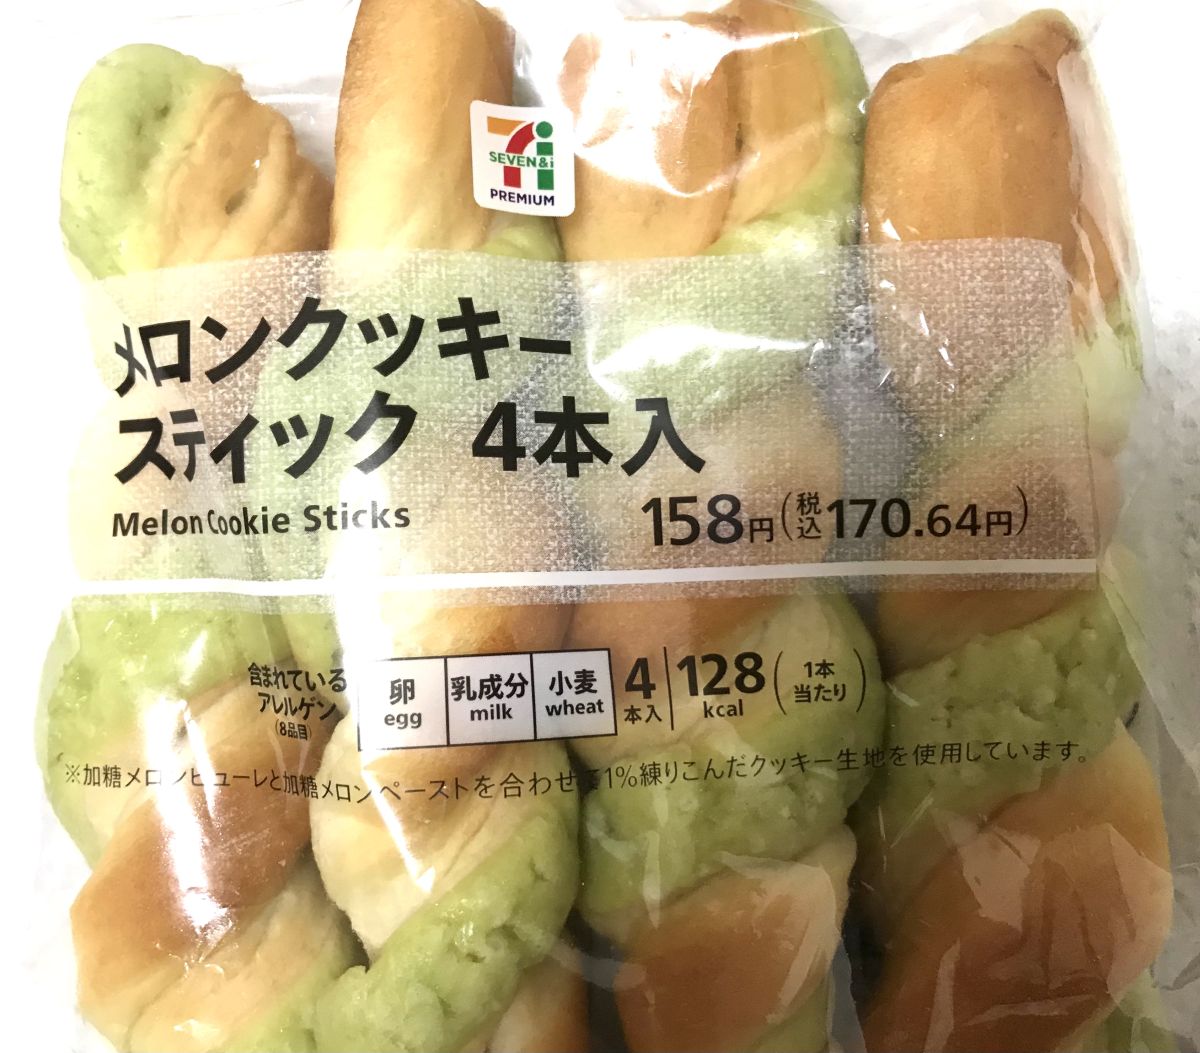 SEVEN&i
PREMIUM
メロンクッキー
スティック 4本入
Melon Cookie Sticks
158円(税込170.64円)
含まれている
アレルゲン
(8品目)
卵
egg
乳成分
milk
小麦
wheat
4
本入
128
kcal
(1本
当たり)
※加糖メロンピューレと加糖メロンペーストを合わせて1%練りこんだクッキー生地を使用しています。